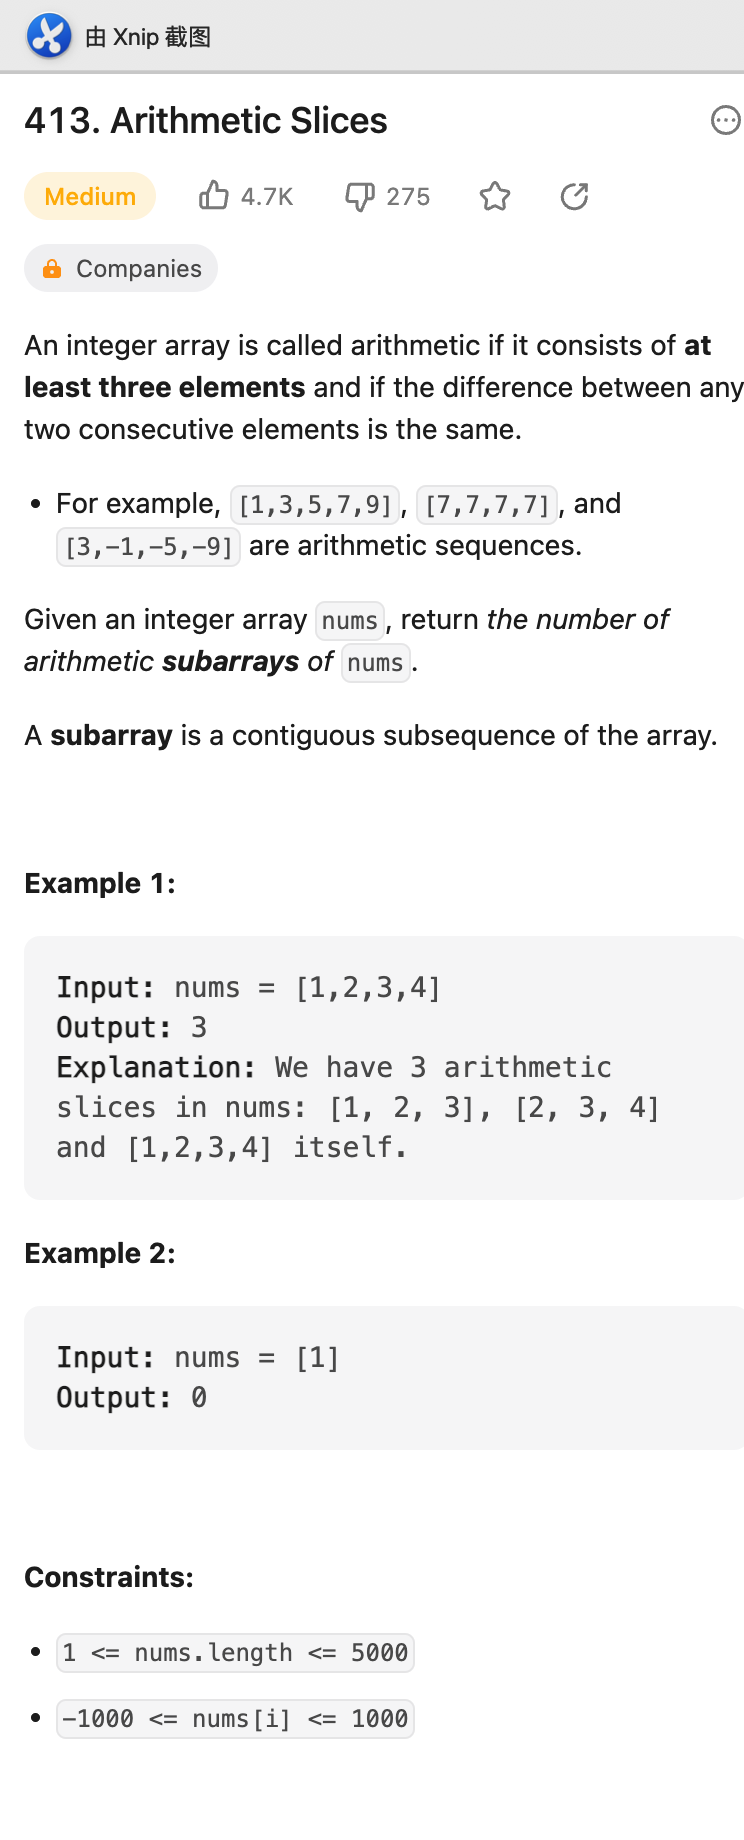 由 Xnip 截图
413. Arithmetic Slices
Medium 4.7K 275
Companies
An integer array is called arithmetic if it consists of at
least three elements and if the difference between any
two consecutive elements is the same.
• For example, [1,3,5,7,9], [7,7,7,7], and
[3,−1,−5,−9] are arithmetic sequences.
Given an integer array nums, return the number of
arithmetic subarrays of nums.
A subarray is a contiguous subsequence of the array.
Example 1:
Input: nums = [1,2,3,4]
Output: 3
Explanation: We have 3 arithmetic
slices in nums: [1, 2, 3], [2, 3, 4]
and [1,2,3,4] itself.
Example 2:
Input: nums = [1]
Output: 0
Constraints:
• 1 <= nums.length <= 5000
• −1000 <= nums[i] <= 1000